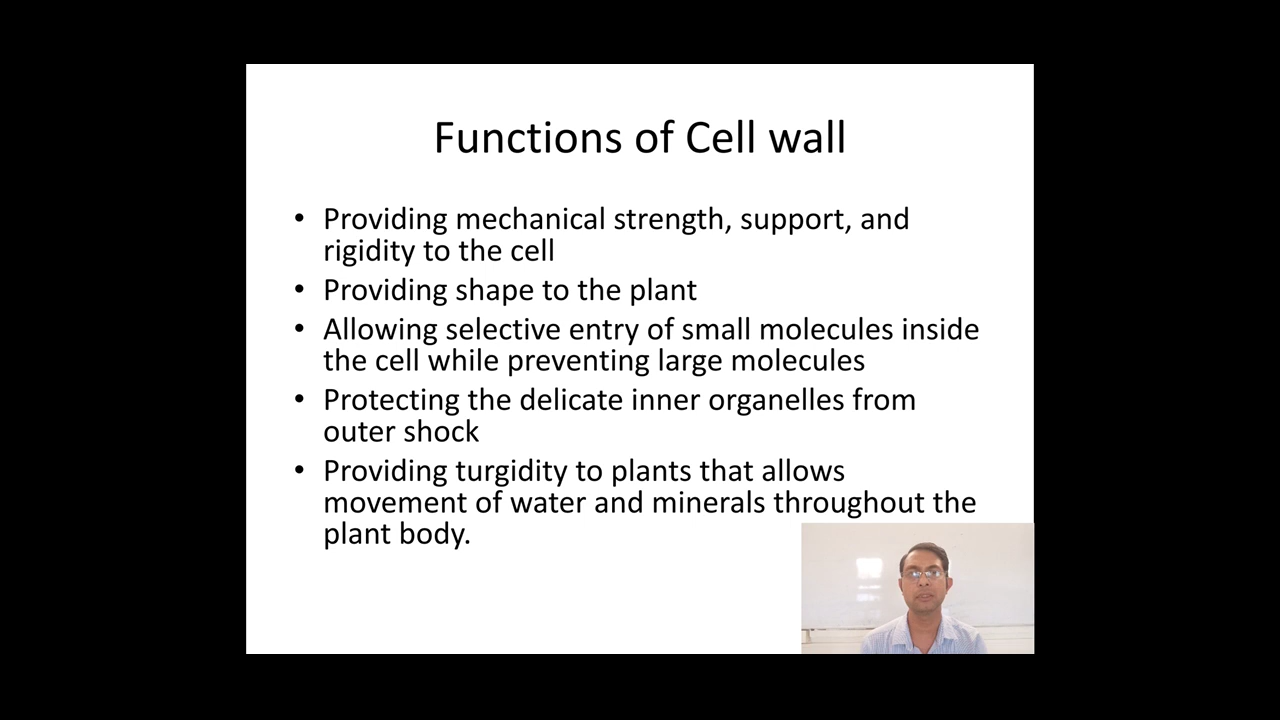 Functions of Cell wall
• Providing mechanical strength, support, and
rigidity to the cell
• Providing shape to the plant
• Allowing selective entry of small molecules inside
the cell while preventing large molecules
• Protecting the delicate inner organelles from
outer shock
• Providing turgidity to plants that allows
movement of water and minerals throughout the
plant body.